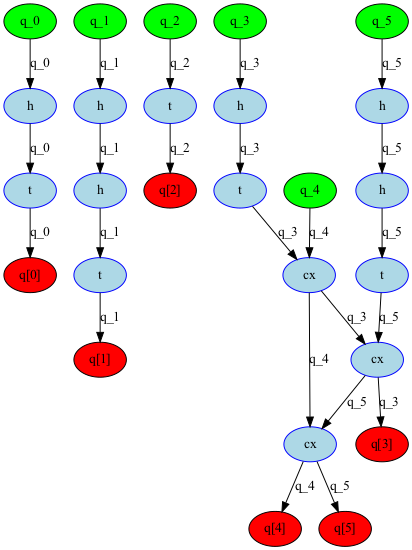 q_0 q_1 q_2 q_3 q_5
q_0 q_1 q_2 q_3 q_5
h h t h h
q_0 q_1 q_2 q_3 q_5
t h q[2] t q_4 h
q_0 q_1 q_3 q_4 q_5
q[0] t cx t
q_1 q_4 q_3 q_5
q[1] cx
q_5 q_3
cx q[3]
q_4 q_5
q[4] q[5]